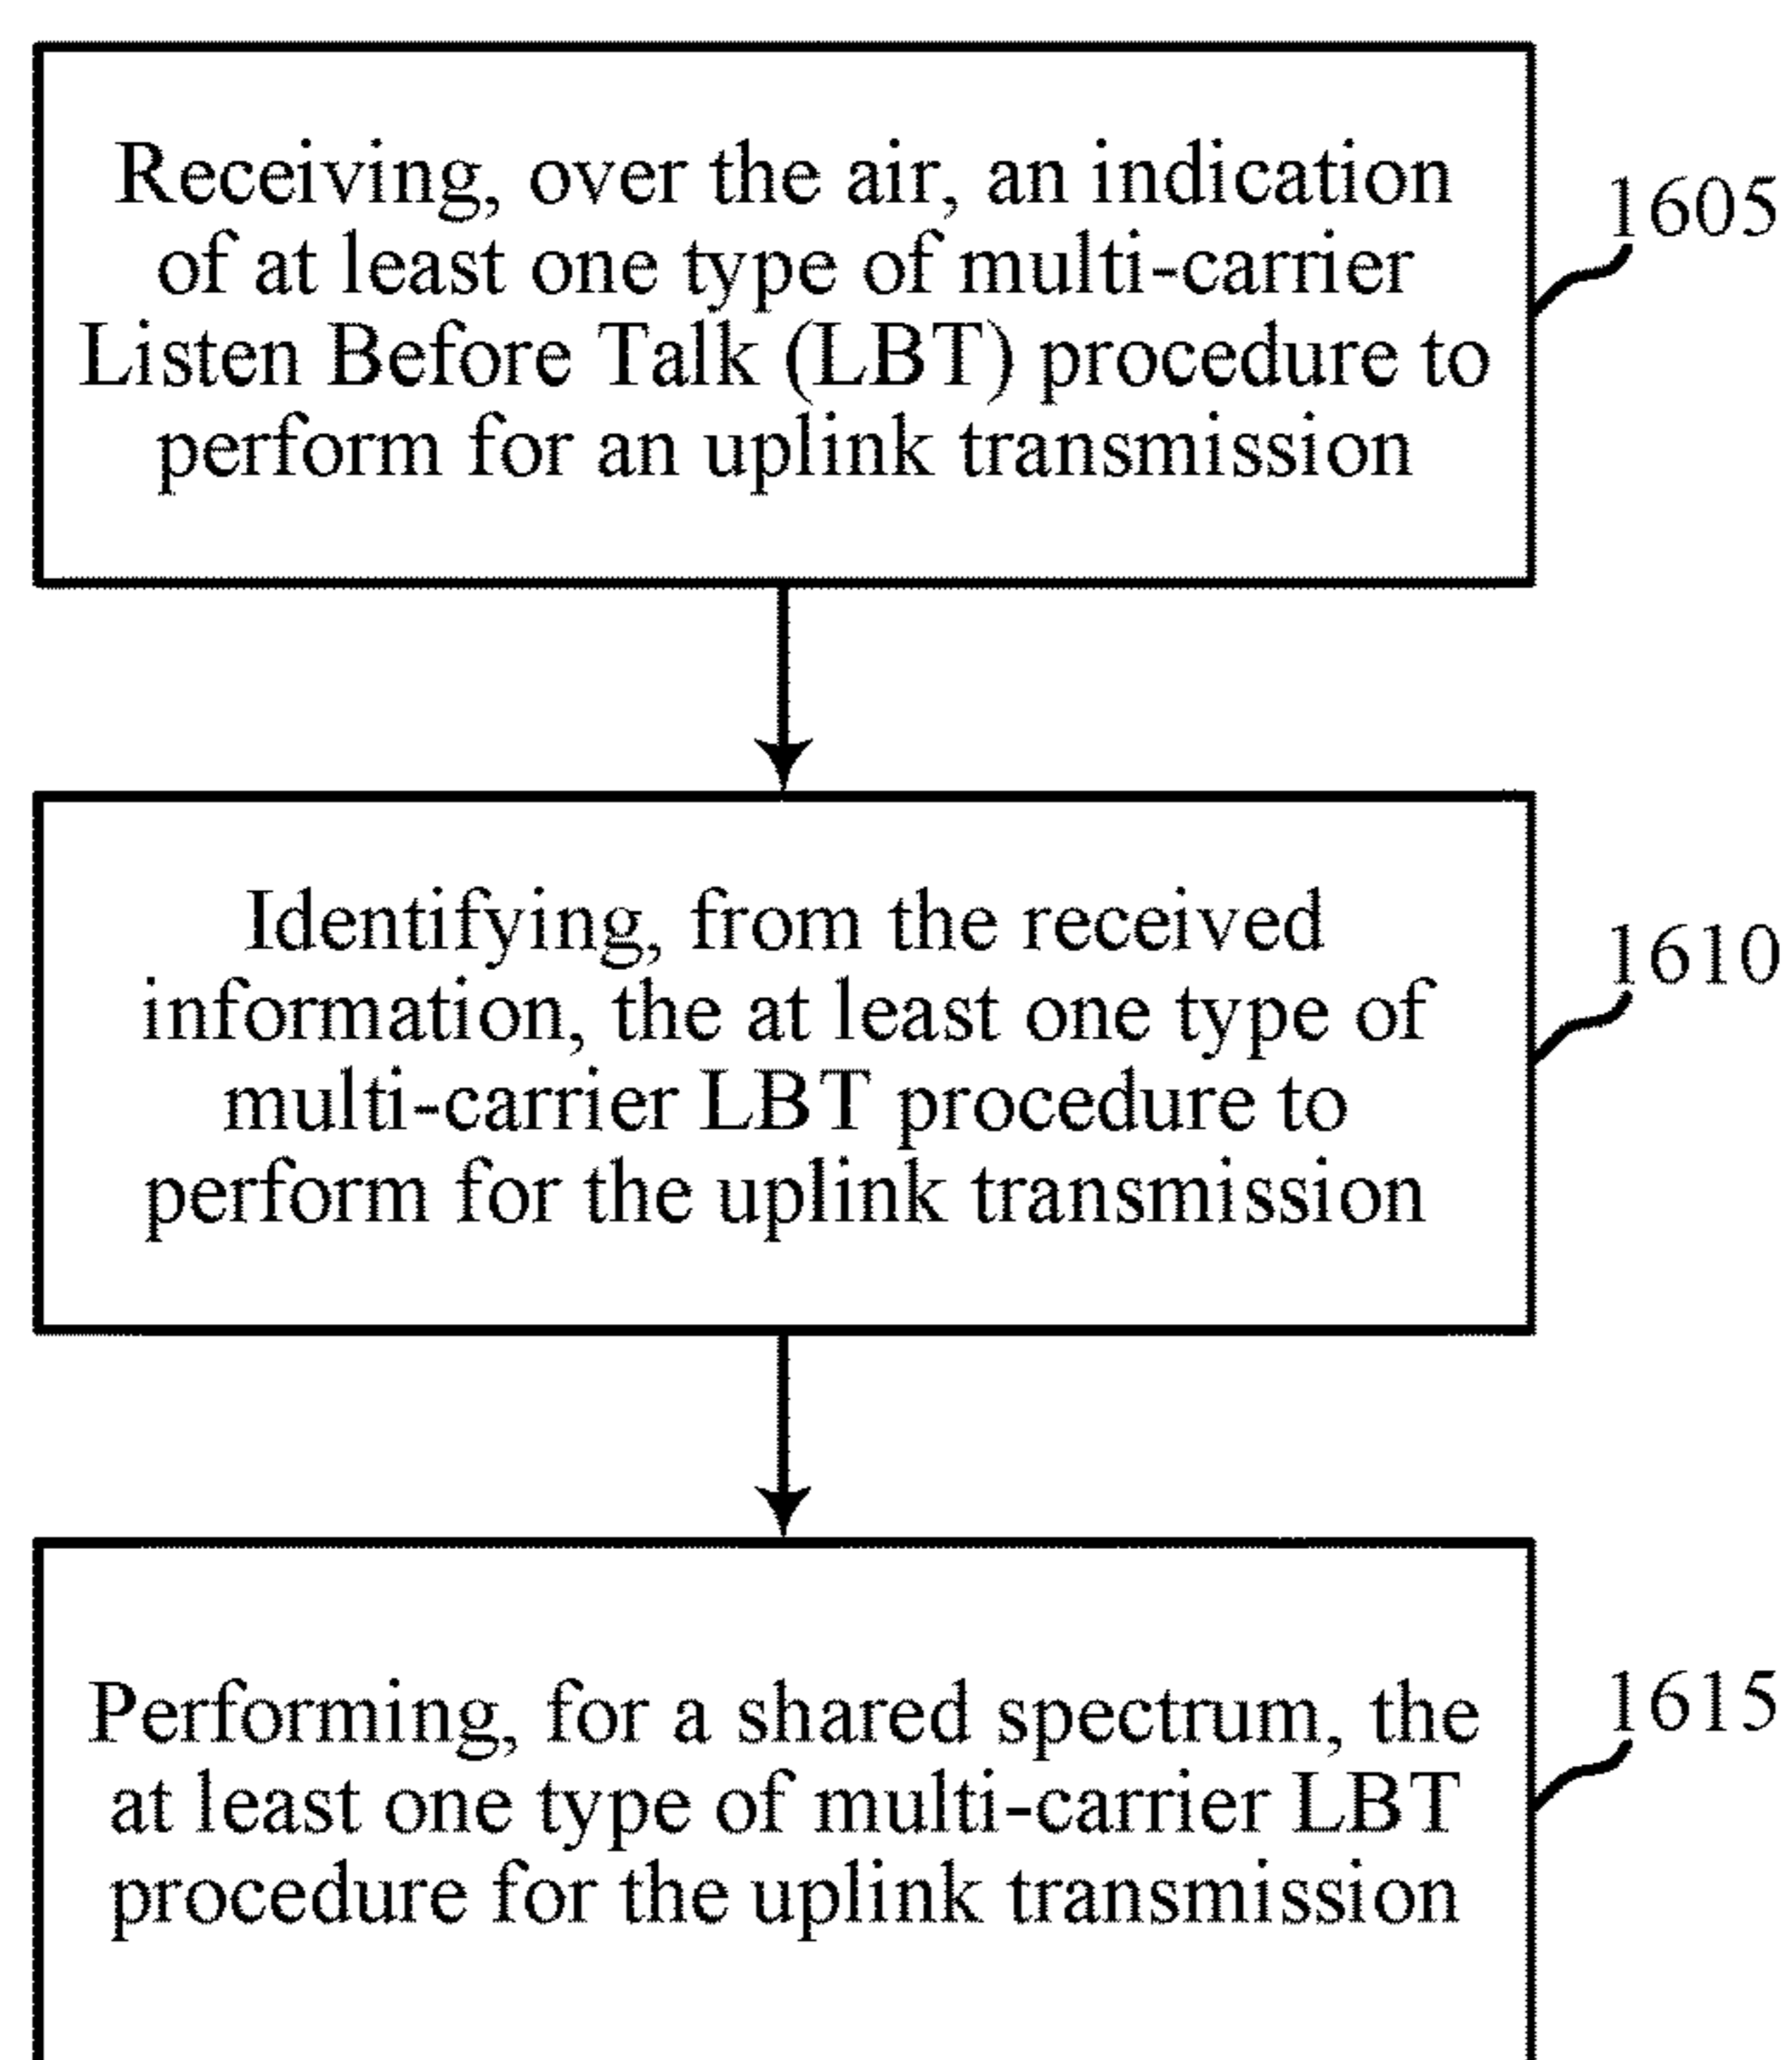 Receiving, over the air, an indication
of at least one type of multi-carrier
Listen Before Talk (LBT) procedure to
perform for an uplink transmission
1605
Identifying, from the received
information, the at least one type of
multi-carrier LBT procedure to
perform for the uplink transmission
1610
Performing, for a shared spectrum, the
at least one type of multi-carrier LBT
procedure for the uplink transmission
1615